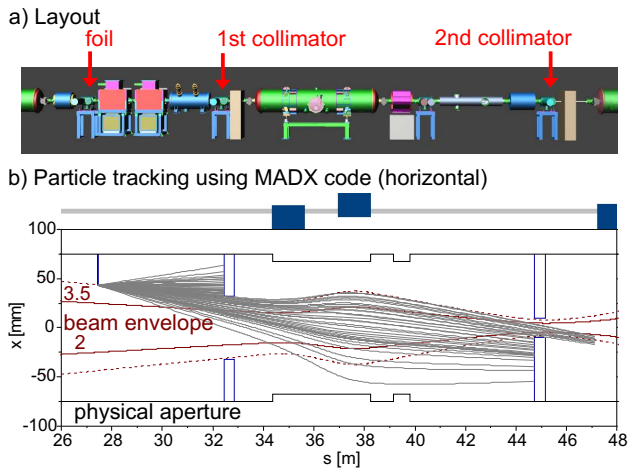 a) Layout
foil
1st collimator
2nd collimator
b) Particle tracking using MADX code (horizontal)
100
50
0
-50
-100
x [mm]
3.5
beam envelope
2
physical aperture
26 28 30 32 34 36 38 40 42 44 46 48
s [m]